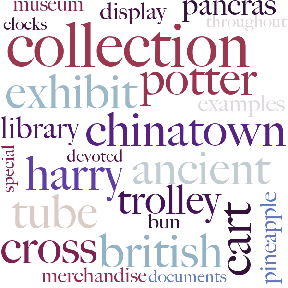 museum
display
pancras
clocks
throughout
collection
exhibit
potter
examples
library
chinatown
special
devoted
harry
ancient
trolley
tube
bun
cart
pineapple
cross
british
merchandise
documents